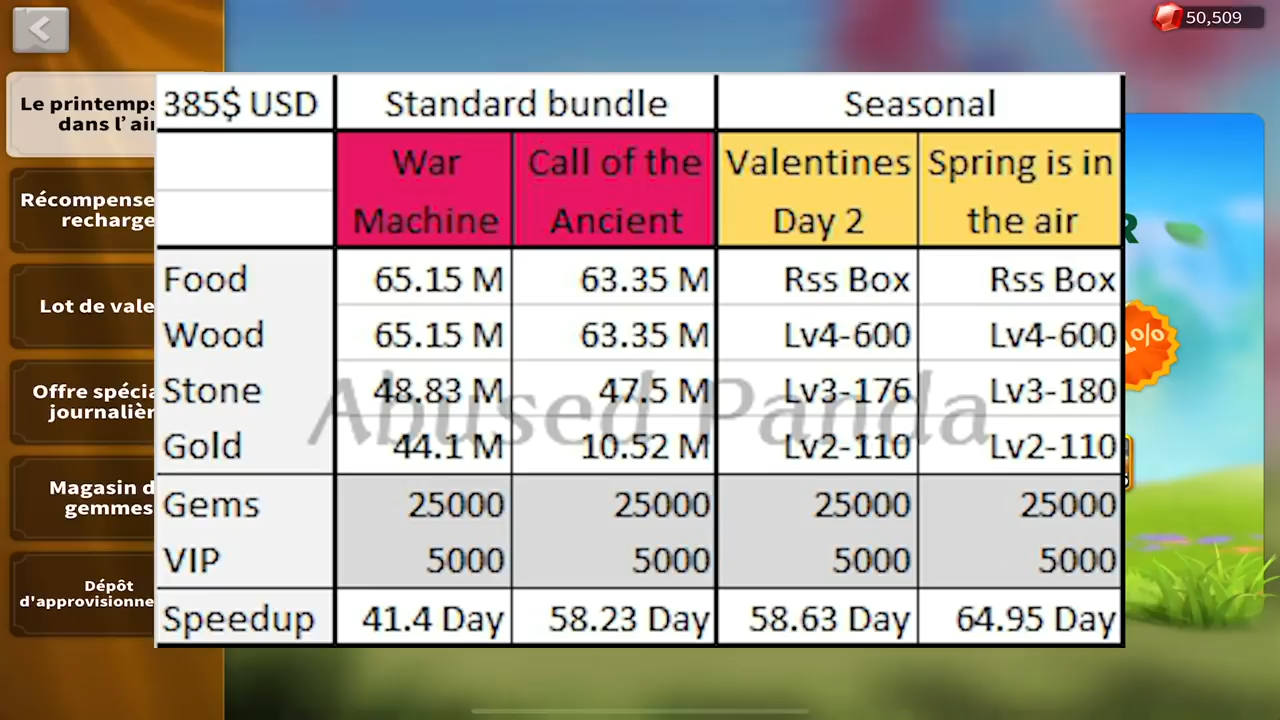 50,509
Le printemps
dans l'air
Récompense
recharge
Lot de vale
Offre spécia
journalièr
Magasin d
gemmes
Dépôt
d'approvisionne
385$ USD Standard bundle Seasonal
War Machine Call of the Ancient Valentines Day 2 Spring is in the air
Food 65.15 M 63.35 M Rss Box Rss Box
Wood 65.15 M 63.35 M Lv4-600 Lv4-600
Stone 48.83 M 47.5 M Lv3-176 Lv3-180
Gold 44.1 M 10.52 M Lv2-110 Lv2-110
Gems 25000 25000 25000 25000
VIP 5000 5000 5000 5000
Speedup 41.4 Day 58.23 Day 58.63 Day 64.95 Day
Abused Panda
R
%